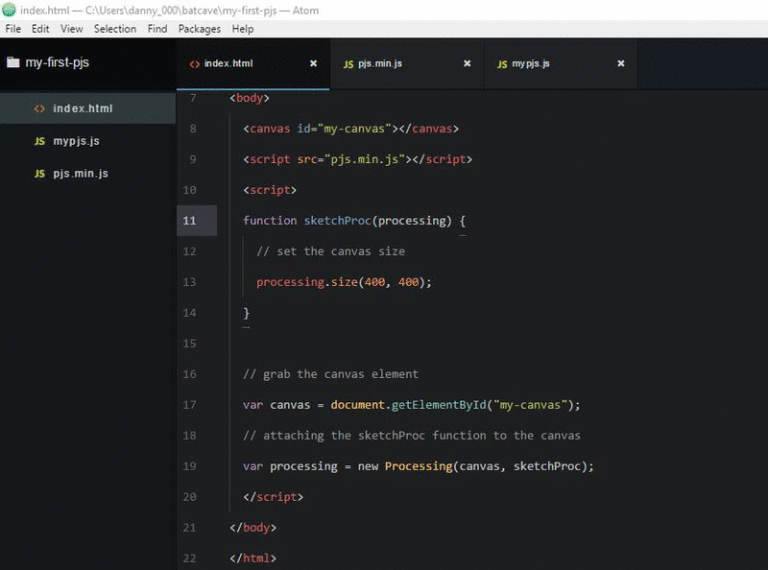 index.html — C:\Users\danny_000\batcave\my-first-pjs — Atom
File Edit View Selection Find Packages Help
my-first-pjs
index.html
JS mypjs.js
JS pjs.min.js
<> index.html × JS pjs.min.js × JS mypjs.js ×
7 <body>
8 <canvas id="my-canvas"></canvas>
9 <script src="pjs.min.js"></script>
10 <script>
11 function sketchProc(processing) {
12 // set the canvas size
13 processing.size(400, 400);
14 }
15
16 // grab the canvas element
17 var canvas = document.getElementById("my-canvas");
18 // attaching the sketchProc function to the canvas
19 var processing = new Processing(canvas, sketchProc);
20 </script>
21 </body>
22 </html>